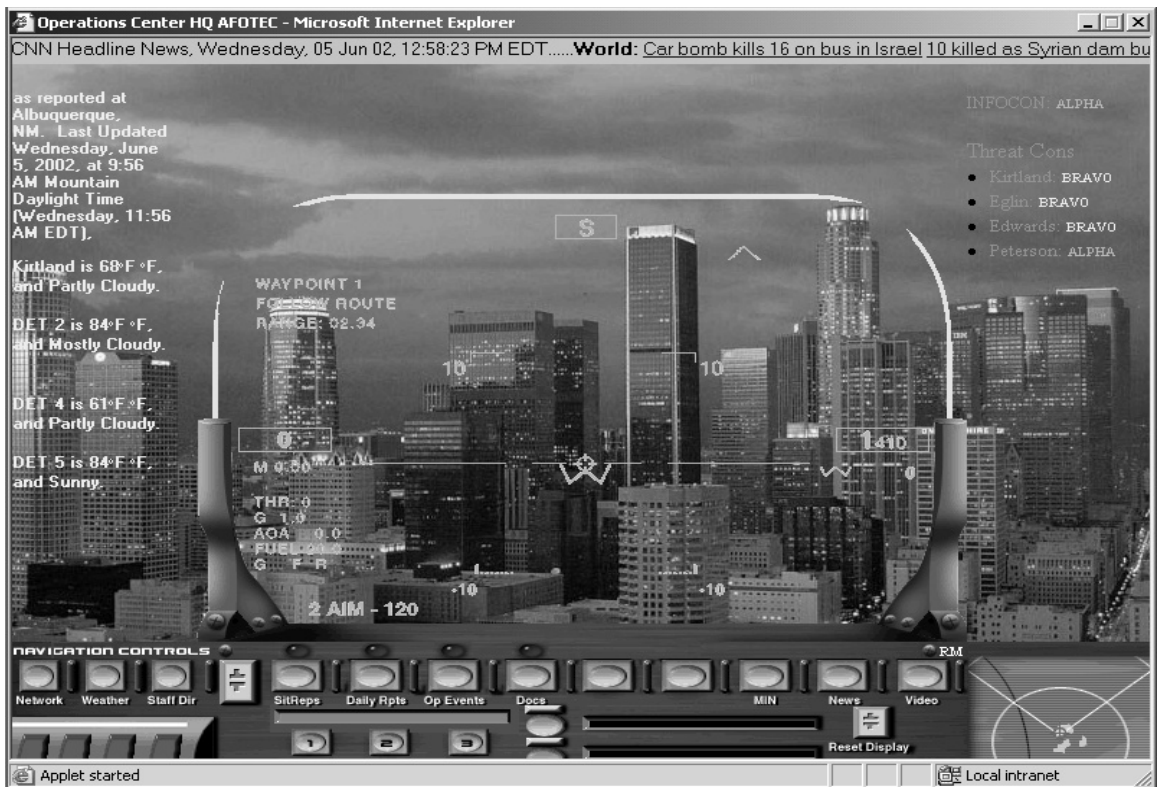 Operations Center HQ AFOTEC - Microsoft Internet Explorer
CNN Headline News, Wednesday, 05 Jun 02, 12:58:23 PM EDT......World: Car bomb kills 16 on bus in Israel 10 killed as Syrian dam bu
as reported at
Albuquerque,
NM. Last Updated
Wednesday, June
5, 2002, at 9:56
AM Mountain
Daylight Time
(Wednesday, 11:56
AM EDT),
Kirtland is 68°F °F,
and Partly Cloudy.
DET 2 is 84°F °F,
and Mostly Cloudy.
DET 4 is 61°F °F,
and Partly Cloudy.
DET 5 is 84°F °F,
and Sunny.
INFOCON: ALPHA
Threat Cons
• Kirtland: BRAVO
• Eglin: BRAVO
• Edwards: BRAVO
• Peterson: ALPHA
S
WAYPOINT 1
FOLLOW ROUTE
RANGE: 02.34
10 10
0 1410
M 0.00
0
THR: 0
G 1.0
AOA 0.0
FUEL
G F R
-10 -10
2 AIM - 120
IBM
NAVIGATION CONTROLS
RM
Network Weather Staff Dir SitReps Daily Rpts Op Events Docs MIN News Video
1 2 3
Reset Display
Applet started
Local intranet